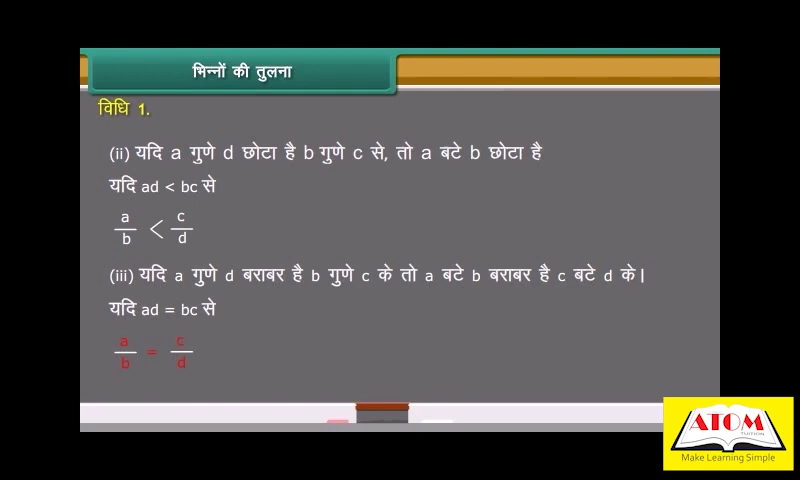 भिन्नों की तुलना
विधि 1.
(ii) यदि a गुणे d छोटा है b गुणे c से, तो a बटे b छोटा है
यदि ad < bc से
a/b < c/d
(iii) यदि a गुणे d बराबर है b गुणे c के तो a बटे b बराबर है c बटे d के।
यदि ad = bc से
a/b = c/d
ATOM
TUITION
Make Learning Simple